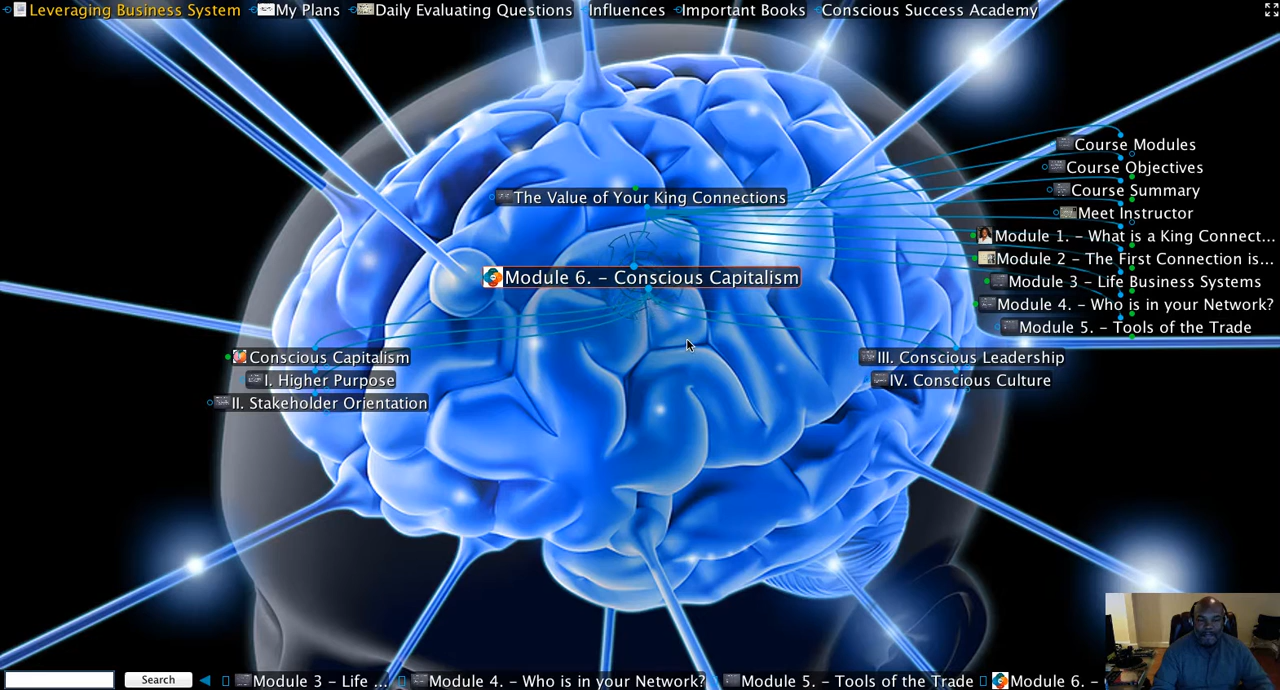 Leveraging Business System My Plans Daily Evaluating Questions Influences Important Books Conscious Success Academy
Course Modules
Course Objectives
Course Summary
Meet Instructor
Module 1. – What is a King Connect...
Module 2 – The First Connection is...
Module 3 – Life Business Systems
Module 4. – Who is in your Network?
Module 5. – Tools of the Trade
The Value of Your King Connections
Module 6. – Conscious Capitalism
Conscious Capitalism
I. Higher Purpose
II. Stakeholder Orientation
III. Conscious Leadership
IV. Conscious Culture
Search Module 3 – Life ... Module 4. – Who is in your Network? Module 5. – Tools of the Trade Module 6. –